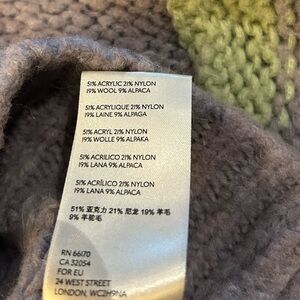 51% ACRYLIC 21% NYLON
19% WOOL 9% ALPACA
51% ACRYLIQUE 21% NYLON
19% LAINE 9% ALPAGA
51% ACRYL 21% NYLON
19% WOLLE 9% ALPAKA
51% ACRILICO 21% NYLON
19% LANA 9% ALPACA
51% ACRÍLICO 21% NYLON
19% LANA 9% ALPACA
51% 亚克力 21% 尼龙 19% 羊毛
9% 羊驼毛
RN 66170
CA 32054
FOR EU
24 WEST STREET
LONDON, WC2H9NA